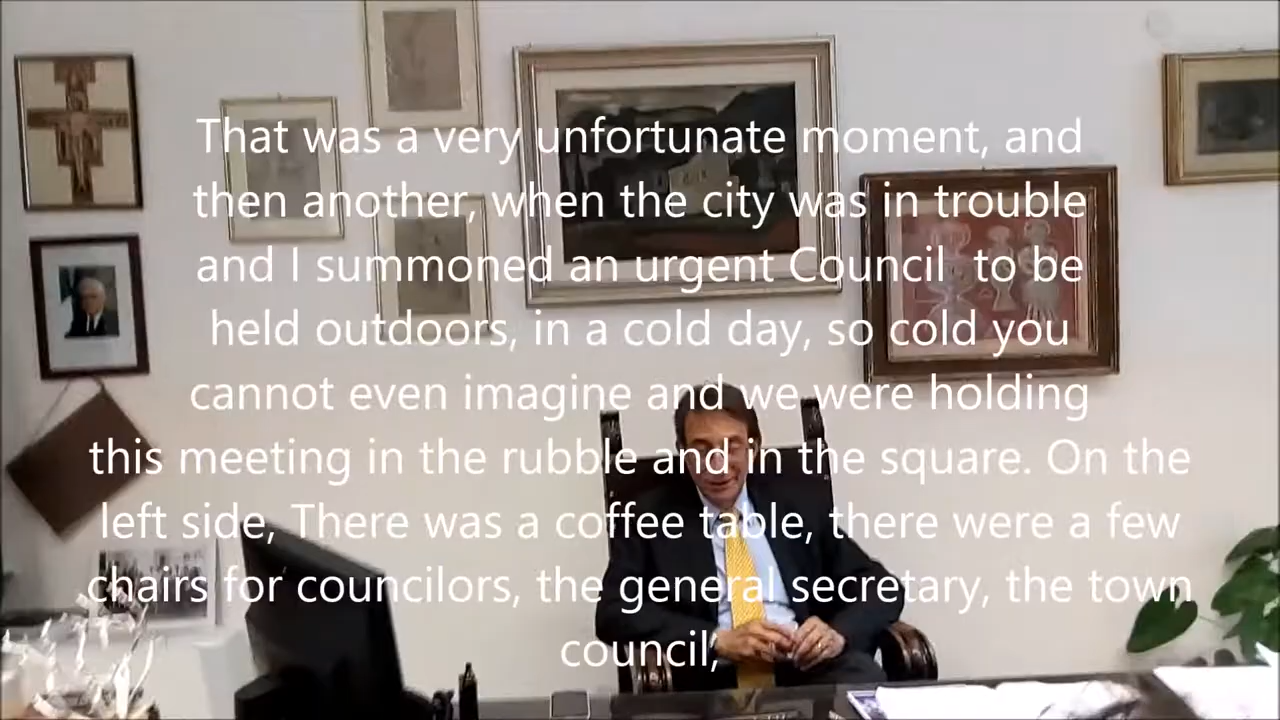 That was a very unfortunate moment, and
then another, when the city was in trouble
and I summoned an urgent Council to be
held outdoors, in a cold day, so cold you
cannot even imagine and we were holding
this meeting in the rubble and in the square. On the
left side, There was a coffee table, there were a few
chairs for councilors, the general secretary, the town
council,